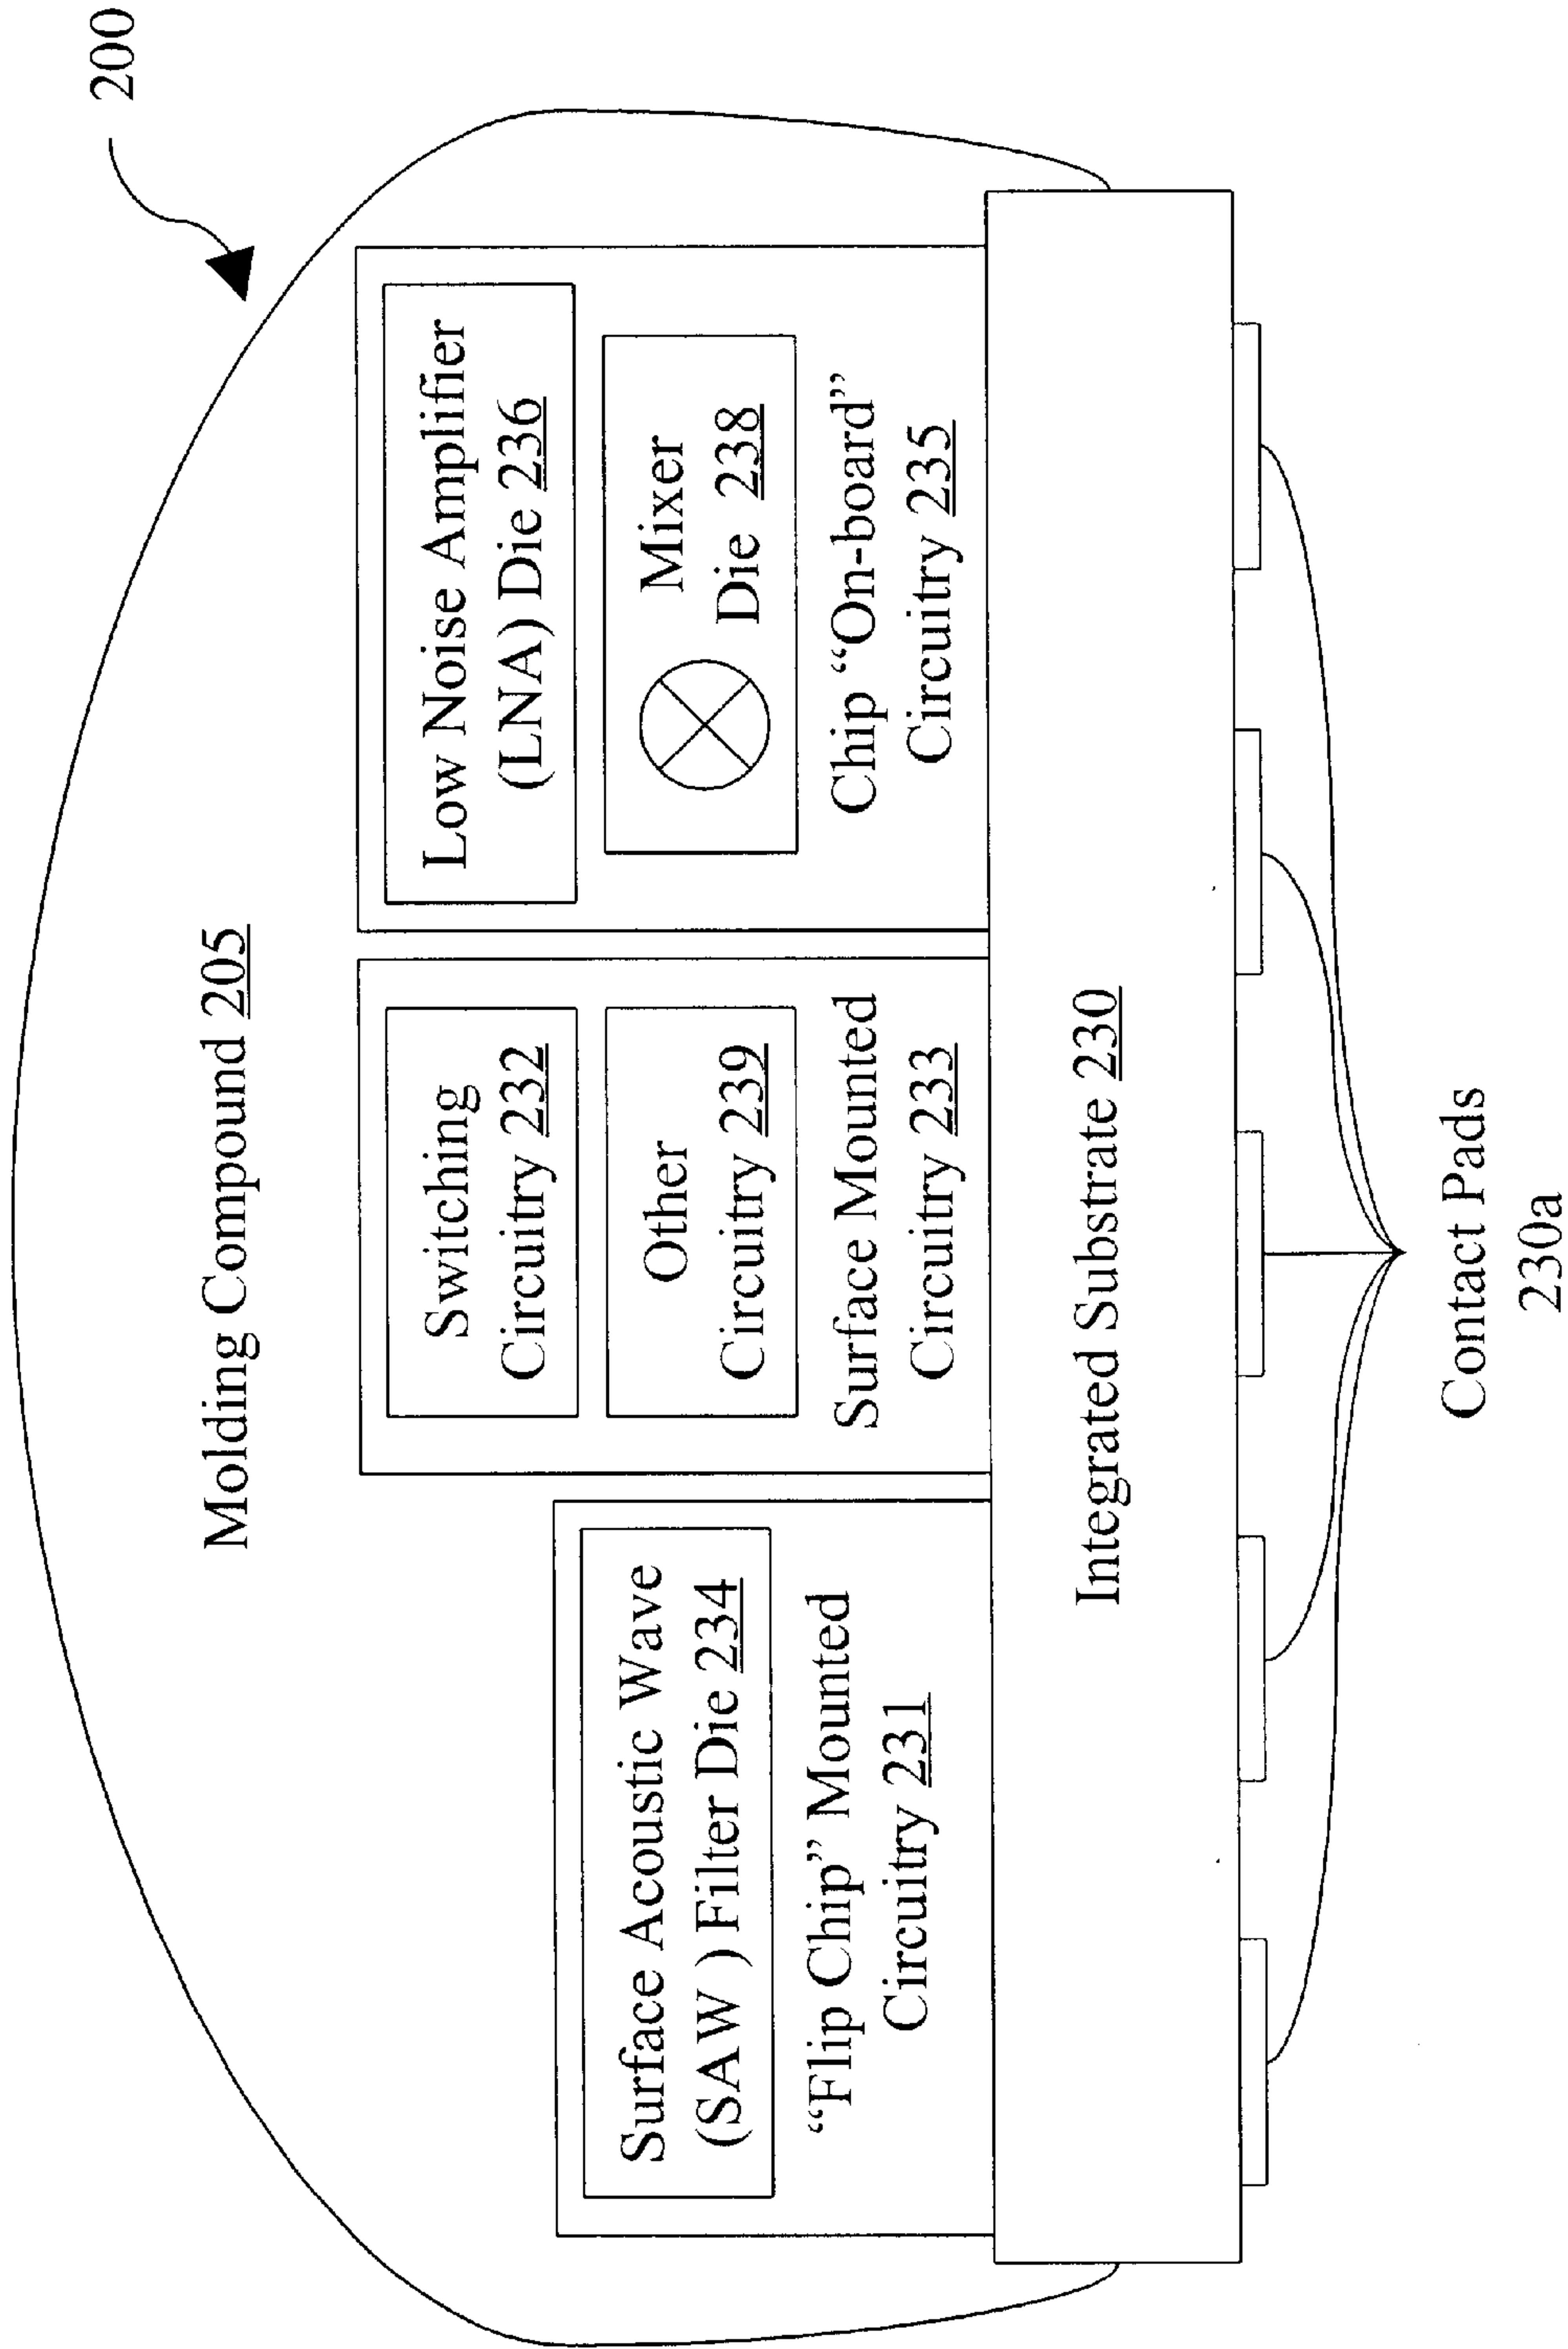 200
Molding Compound 205
Surface Acoustic Wave
(SAW ) Filter Die 234
“Flip Chip” Mounted
Circuitry 231
Switching
Circuitry 232
Other
Circuitry 239
Surface Mounted
Circuitry 233
Low Noise Amplifier
(LNA) Die 236
Mixer
Die 238
Chip “On-board”
Circuitry 235
Integrated Substrate 230
Contact Pads
230a